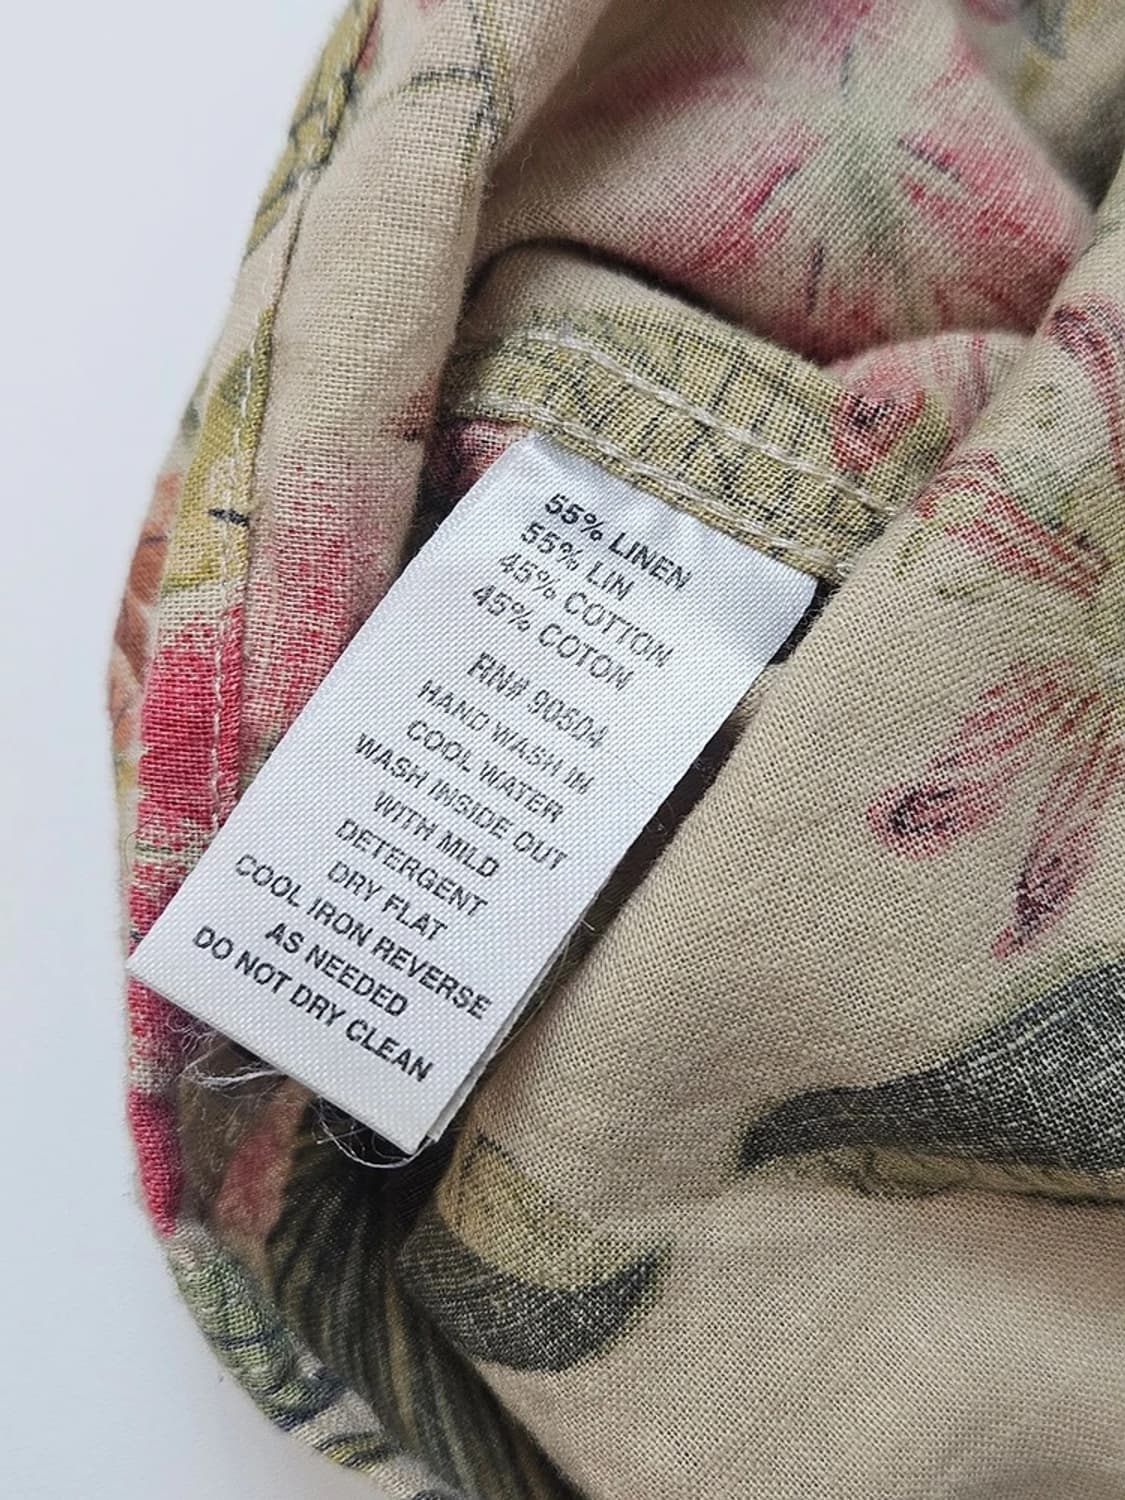 55% LINEN
55% LIN
45% COTTON
45% COTON
RN# 90504
HAND WASH IN
COOL WATER
WASH INSIDE OUT
WITH MILD
DETERGENT
DRY FLAT
COOL IRON REVERSE
AS NEEDED
DO NOT DRY CLEAN